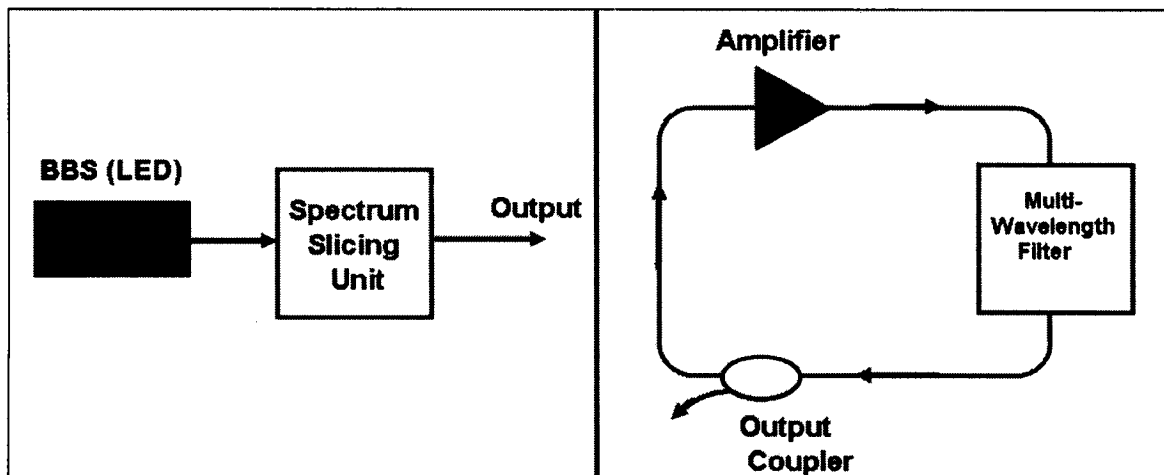 BBS (LED)
Spectrum
Slicing
Unit
Output
Amplifier
Multi-
Wavelength
Filter
Output
Coupler